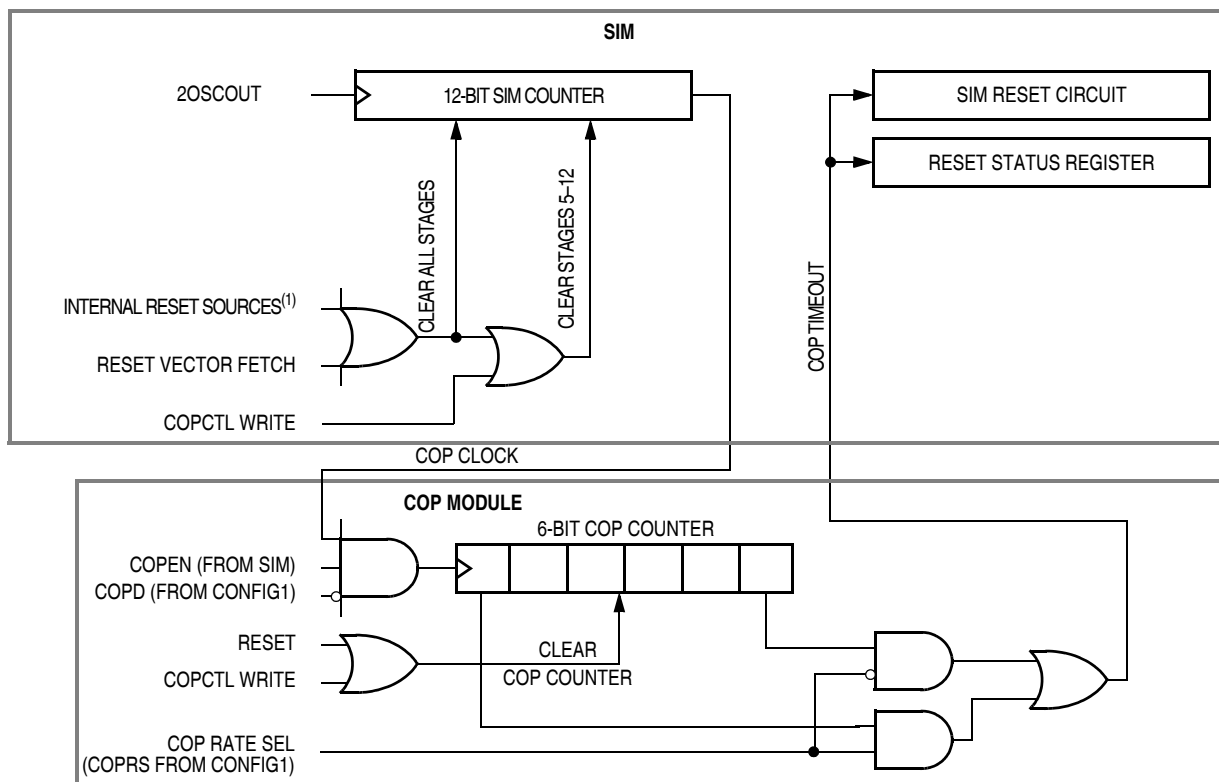 SIM
2OSCOUT
12-BIT SIM COUNTER
SIM RESET CIRCUIT
RESET STATUS REGISTER
CLEAR ALL STAGES
CLEAR STAGES 5–12
COP TIMEOUT
INTERNAL RESET SOURCES(1)
RESET VECTOR FETCH
COPCTL WRITE
COP CLOCK
COP MODULE
6-BIT COP COUNTER
COPEN (FROM SIM)
COPD (FROM CONFIG1)
RESET
CLEAR
COPCTL WRITE
COP COUNTER
COP RATE SEL
(COPRS FROM CONFIG1)